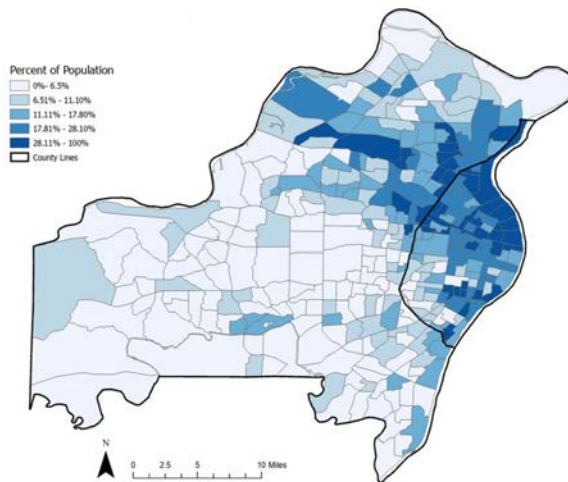 Percent of Population
0%- 6.5%
6.51% - 11.10%
11.11% - 17.80%
17.81% - 28.10%
28.11% - 100%
County Lines
N
0 2.5 5 10 Miles